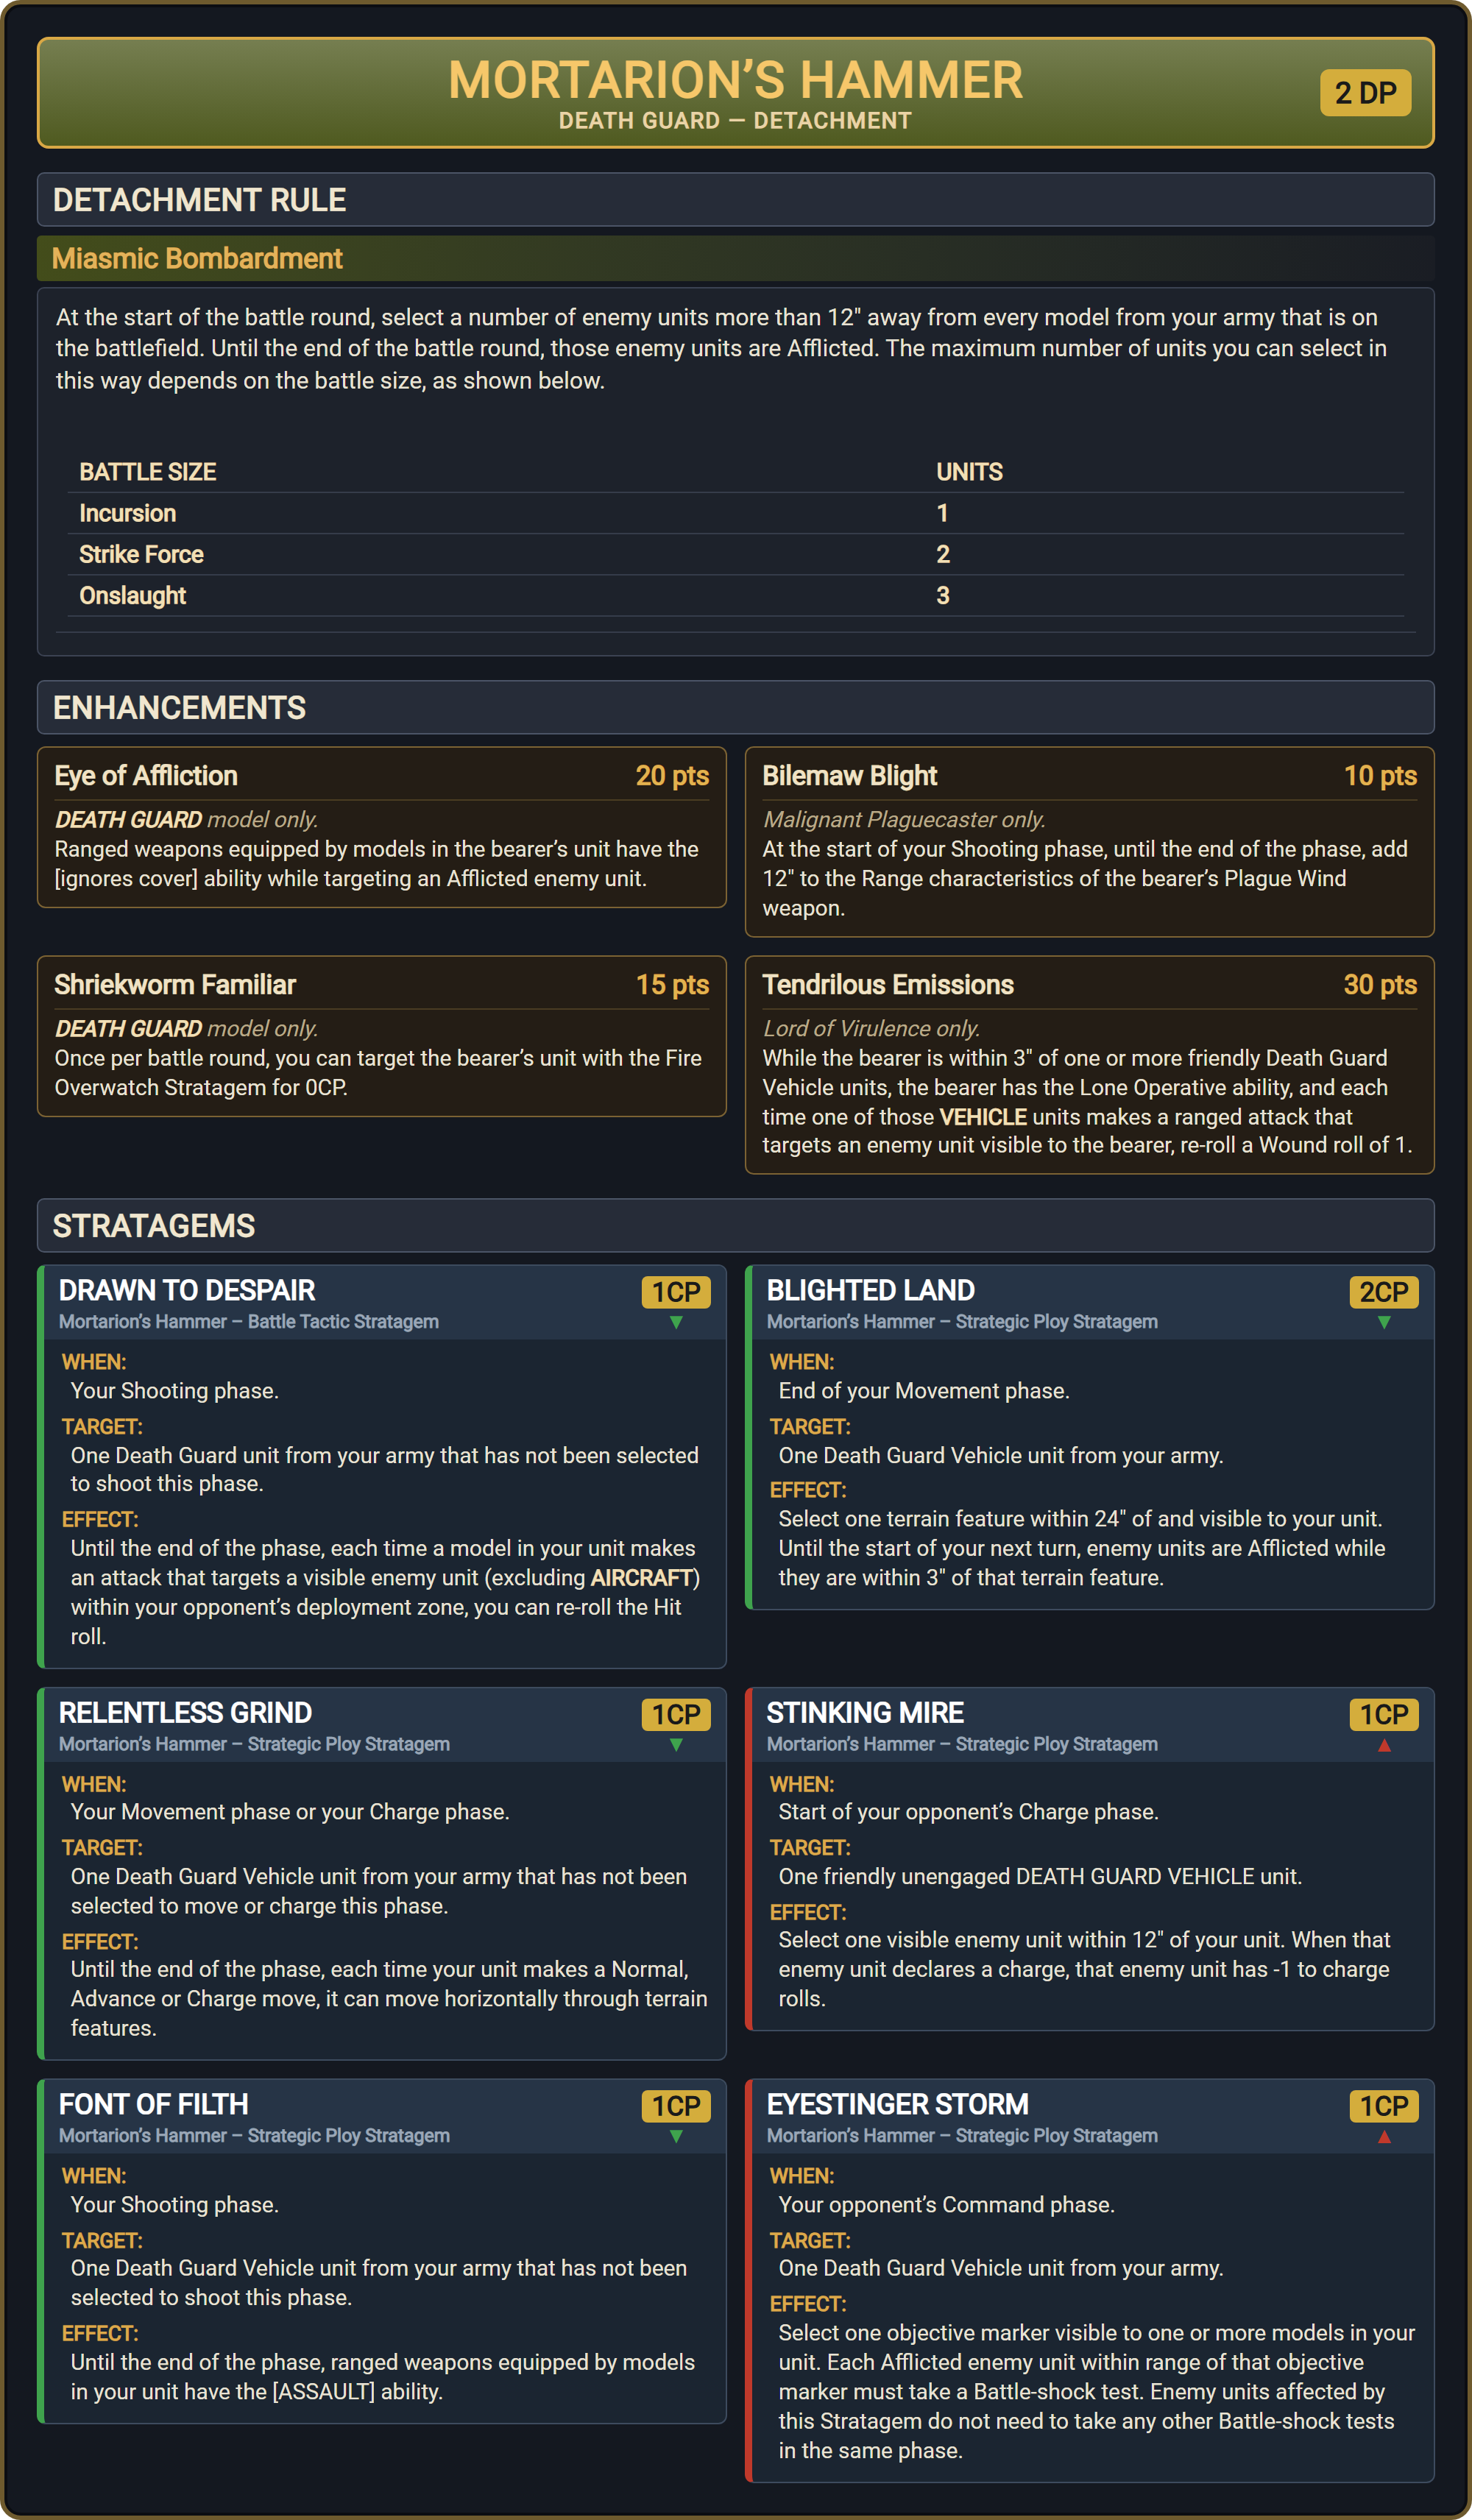 MORTARION’S HAMMER
DEATH GUARD — DETACHMENT
2 DP
DETACHMENT RULE
Miasmic Bombardment
At the start of the battle round, select a number of enemy units more than 12" away from every model from your army that is on
the battlefield. Until the end of the battle round, those enemy units are Afflicted. The maximum number of units you can select in
this way depends on the battle size, as shown below.
BATTLE SIZE UNITS
Incursion 1
Strike Force 2
Onslaught 3
ENHANCEMENTS
Eye of Affliction 20 pts
DEATH GUARD model only.
Ranged weapons equipped by models in the bearer’s unit have the
[ignores cover] ability while targeting an Afflicted enemy unit.
Bilemaw Blight 10 pts
Malignant Plaguecaster only.
At the start of your Shooting phase, until the end of the phase, add
12" to the Range characteristics of the bearer’s Plague Wind
weapon.
Shriekworm Familiar 15 pts
DEATH GUARD model only.
Once per battle round, you can target the bearer’s unit with the Fire
Overwatch Stratagem for 0CP.
Tendrilous Emissions 30 pts
Lord of Virulence only.
While the bearer is within 3" of one or more friendly Death Guard
Vehicle units, the bearer has the Lone Operative ability, and each
time one of those VEHICLE units makes a ranged attack that
targets an enemy unit visible to the bearer, re-roll a Wound roll of 1.
STRATAGEMS
DRAWN TO DESPAIR 1CP
Mortarion’s Hammer – Battle Tactic Stratagem ▼
WHEN:
Your Shooting phase.
TARGET:
One Death Guard unit from your army that has not been selected
to shoot this phase.
EFFECT:
Until the end of the phase, each time a model in your unit makes
an attack that targets a visible enemy unit (excluding AIRCRAFT)
within your opponent’s deployment zone, you can re-roll the Hit
roll.
BLIGHTED LAND 2CP
Mortarion’s Hammer – Strategic Ploy Stratagem ▼
WHEN:
End of your Movement phase.
TARGET:
One Death Guard Vehicle unit from your army.
EFFECT:
Select one terrain feature within 24" of and visible to your unit.
Until the start of your next turn, enemy units are Afflicted while
they are within 3" of that terrain feature.
RELENTLESS GRIND 1CP
Mortarion’s Hammer – Strategic Ploy Stratagem ▼
WHEN:
Your Movement phase or your Charge phase.
TARGET:
One Death Guard Vehicle unit from your army that has not been
selected to move or charge this phase.
EFFECT:
Until the end of the phase, each time your unit makes a Normal,
Advance or Charge move, it can move horizontally through terrain
features.
STINKING MIRE 1CP
Mortarion’s Hammer – Strategic Ploy Stratagem ▲
WHEN:
Start of your opponent’s Charge phase.
TARGET:
One friendly unengaged DEATH GUARD VEHICLE unit.
EFFECT:
Select one visible enemy unit within 12" of your unit. When that
enemy unit declares a charge, that enemy unit has -1 to charge
rolls.
FONT OF FILTH 1CP
Mortarion’s Hammer – Strategic Ploy Stratagem ▼
WHEN:
Your Shooting phase.
TARGET:
One Death Guard Vehicle unit from your army that has not been
selected to shoot this phase.
EFFECT:
Until the end of the phase, ranged weapons equipped by models
in your unit have the [ASSAULT] ability.
EYESTINGER STORM 1CP
Mortarion’s Hammer – Strategic Ploy Stratagem ▲
WHEN:
Your opponent’s Command phase.
TARGET:
One Death Guard Vehicle unit from your army.
EFFECT:
Select one objective marker visible to one or more models in your
unit. Each Afflicted enemy unit within range of that objective
marker must take a Battle-shock test. Enemy units affected by
this Stratagem do not need to take any other Battle-shock tests
in the same phase.